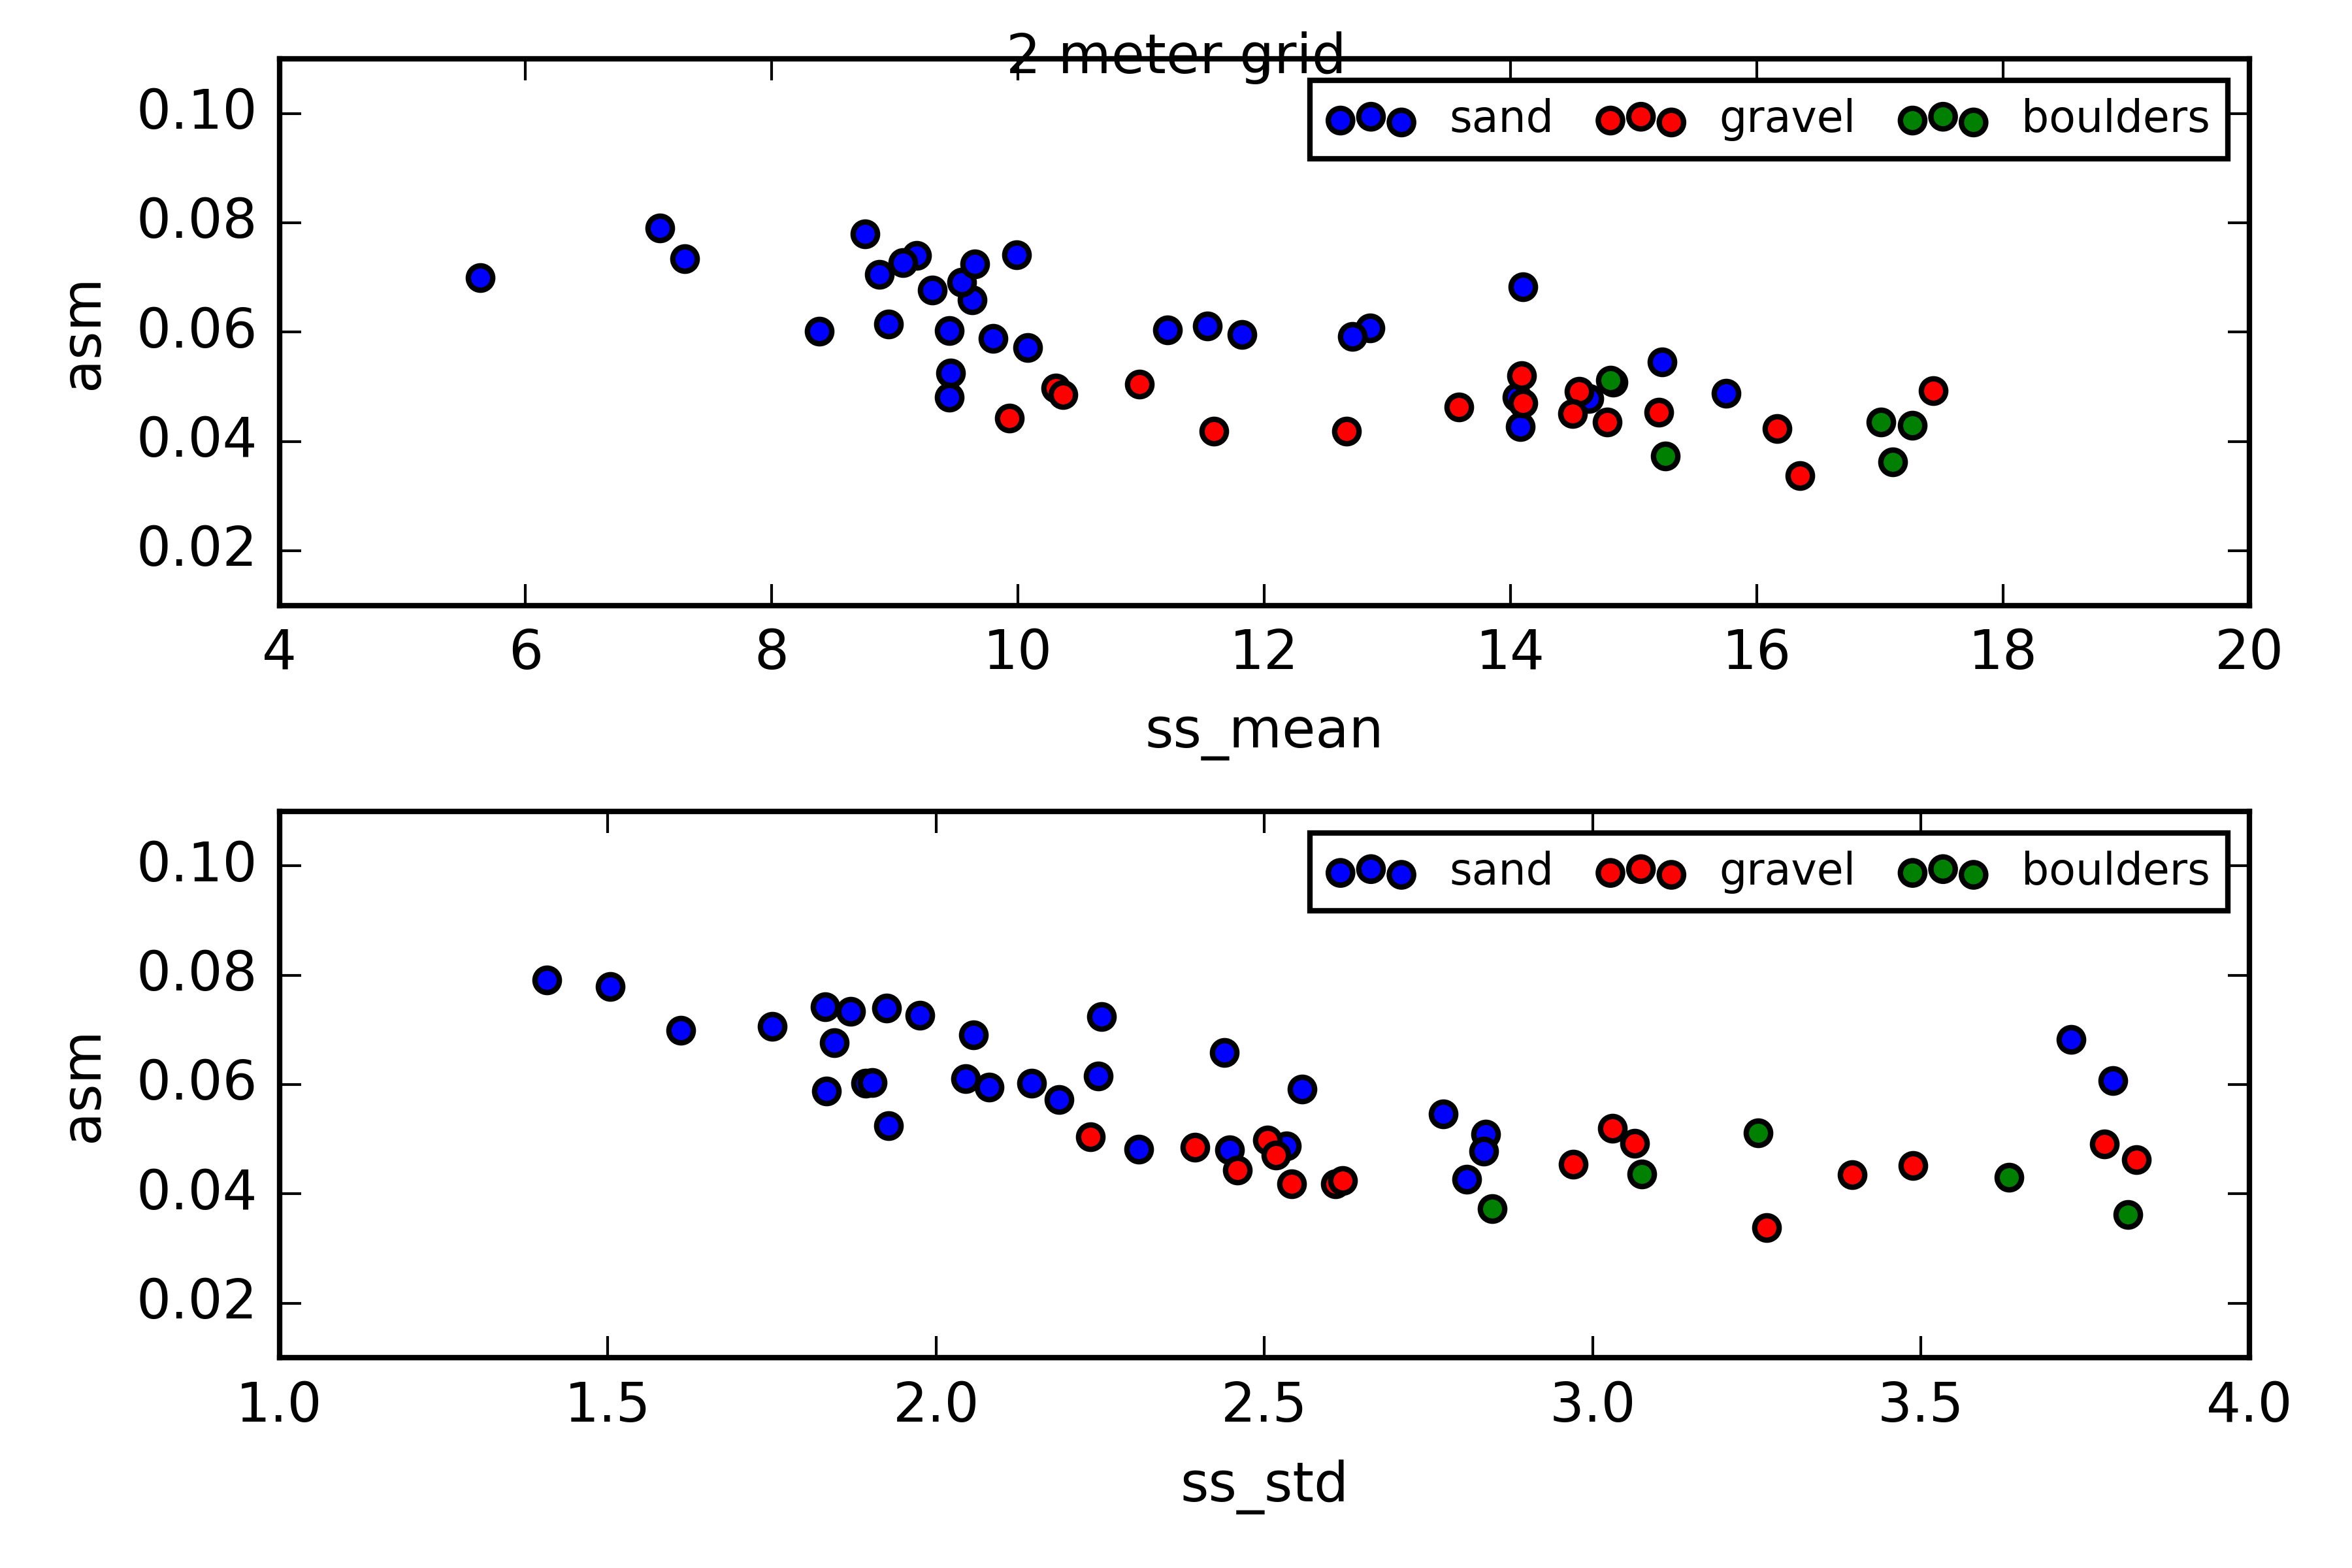 2 meter grid
sand gravel boulders
0.10
0.08
0.06
0.04
0.02
asm
4 6 8 10 12 14 16 18 20
ss_mean
sand gravel boulders
0.10
0.08
0.06
0.04
0.02
asm
1.0 1.5 2.0 2.5 3.0 3.5 4.0
ss_std